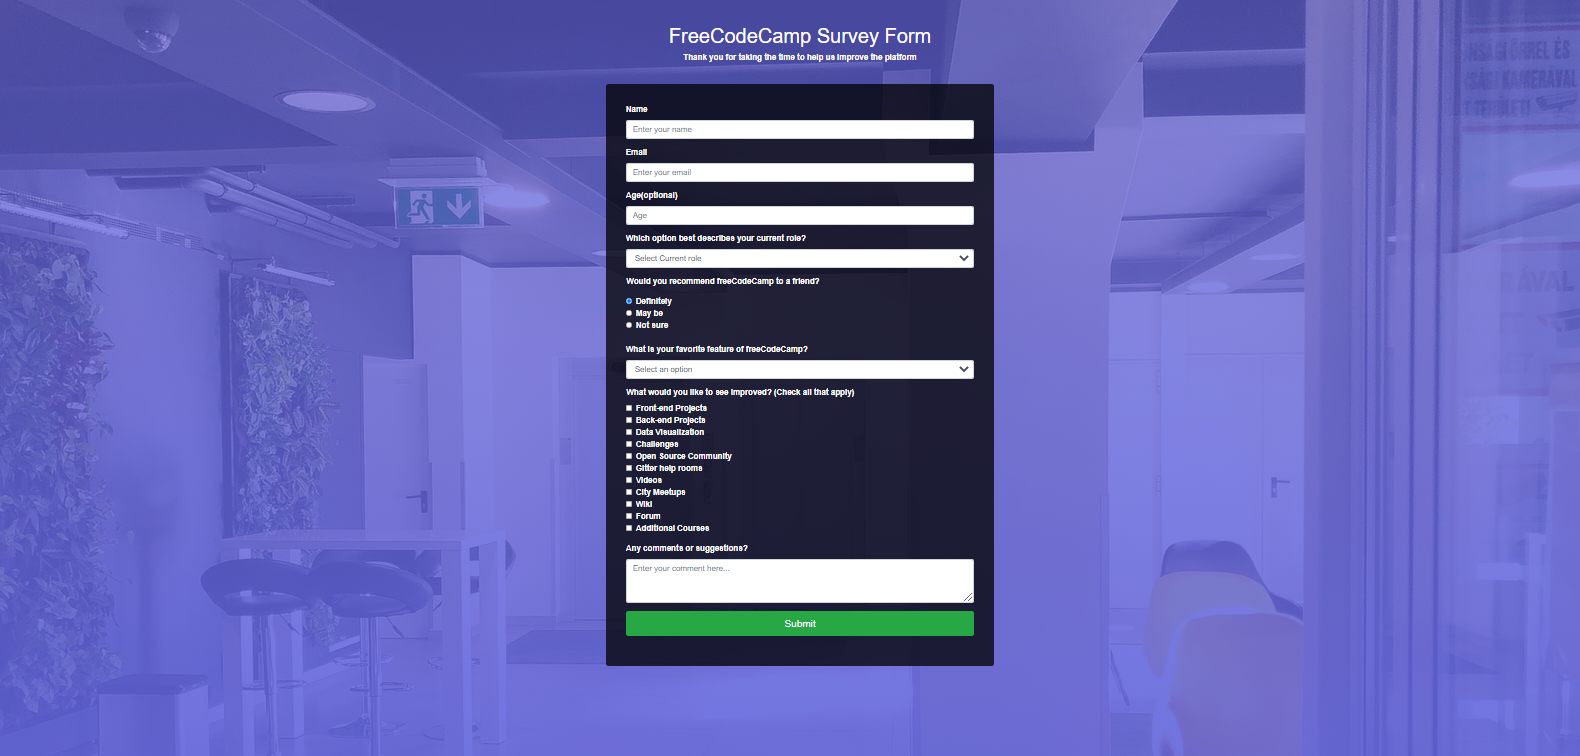 FreeCodeCamp Survey Form
Thank you for taking the time to help us improve the platform
Name
Enter your name
Email
Enter your email
Age(optional)
Age
Which option best describes your current role?
Select Current role
Would you recommend freeCodeCamp to a friend?
Definitely
May be
Not sure
What is your favorite feature of freeCodeCamp?
Select an option
What would you like to see improved? (Check all that apply)
Front-end Projects
Back-end Projects
Data Visualization
Challenges
Open Source Community
Gitter help rooms
Videos
City Meetups
Wiki
Forum
Additional Courses
Any comments or suggestions?
Enter your comment here...
Submit
ÉS
KAMERÁVAL